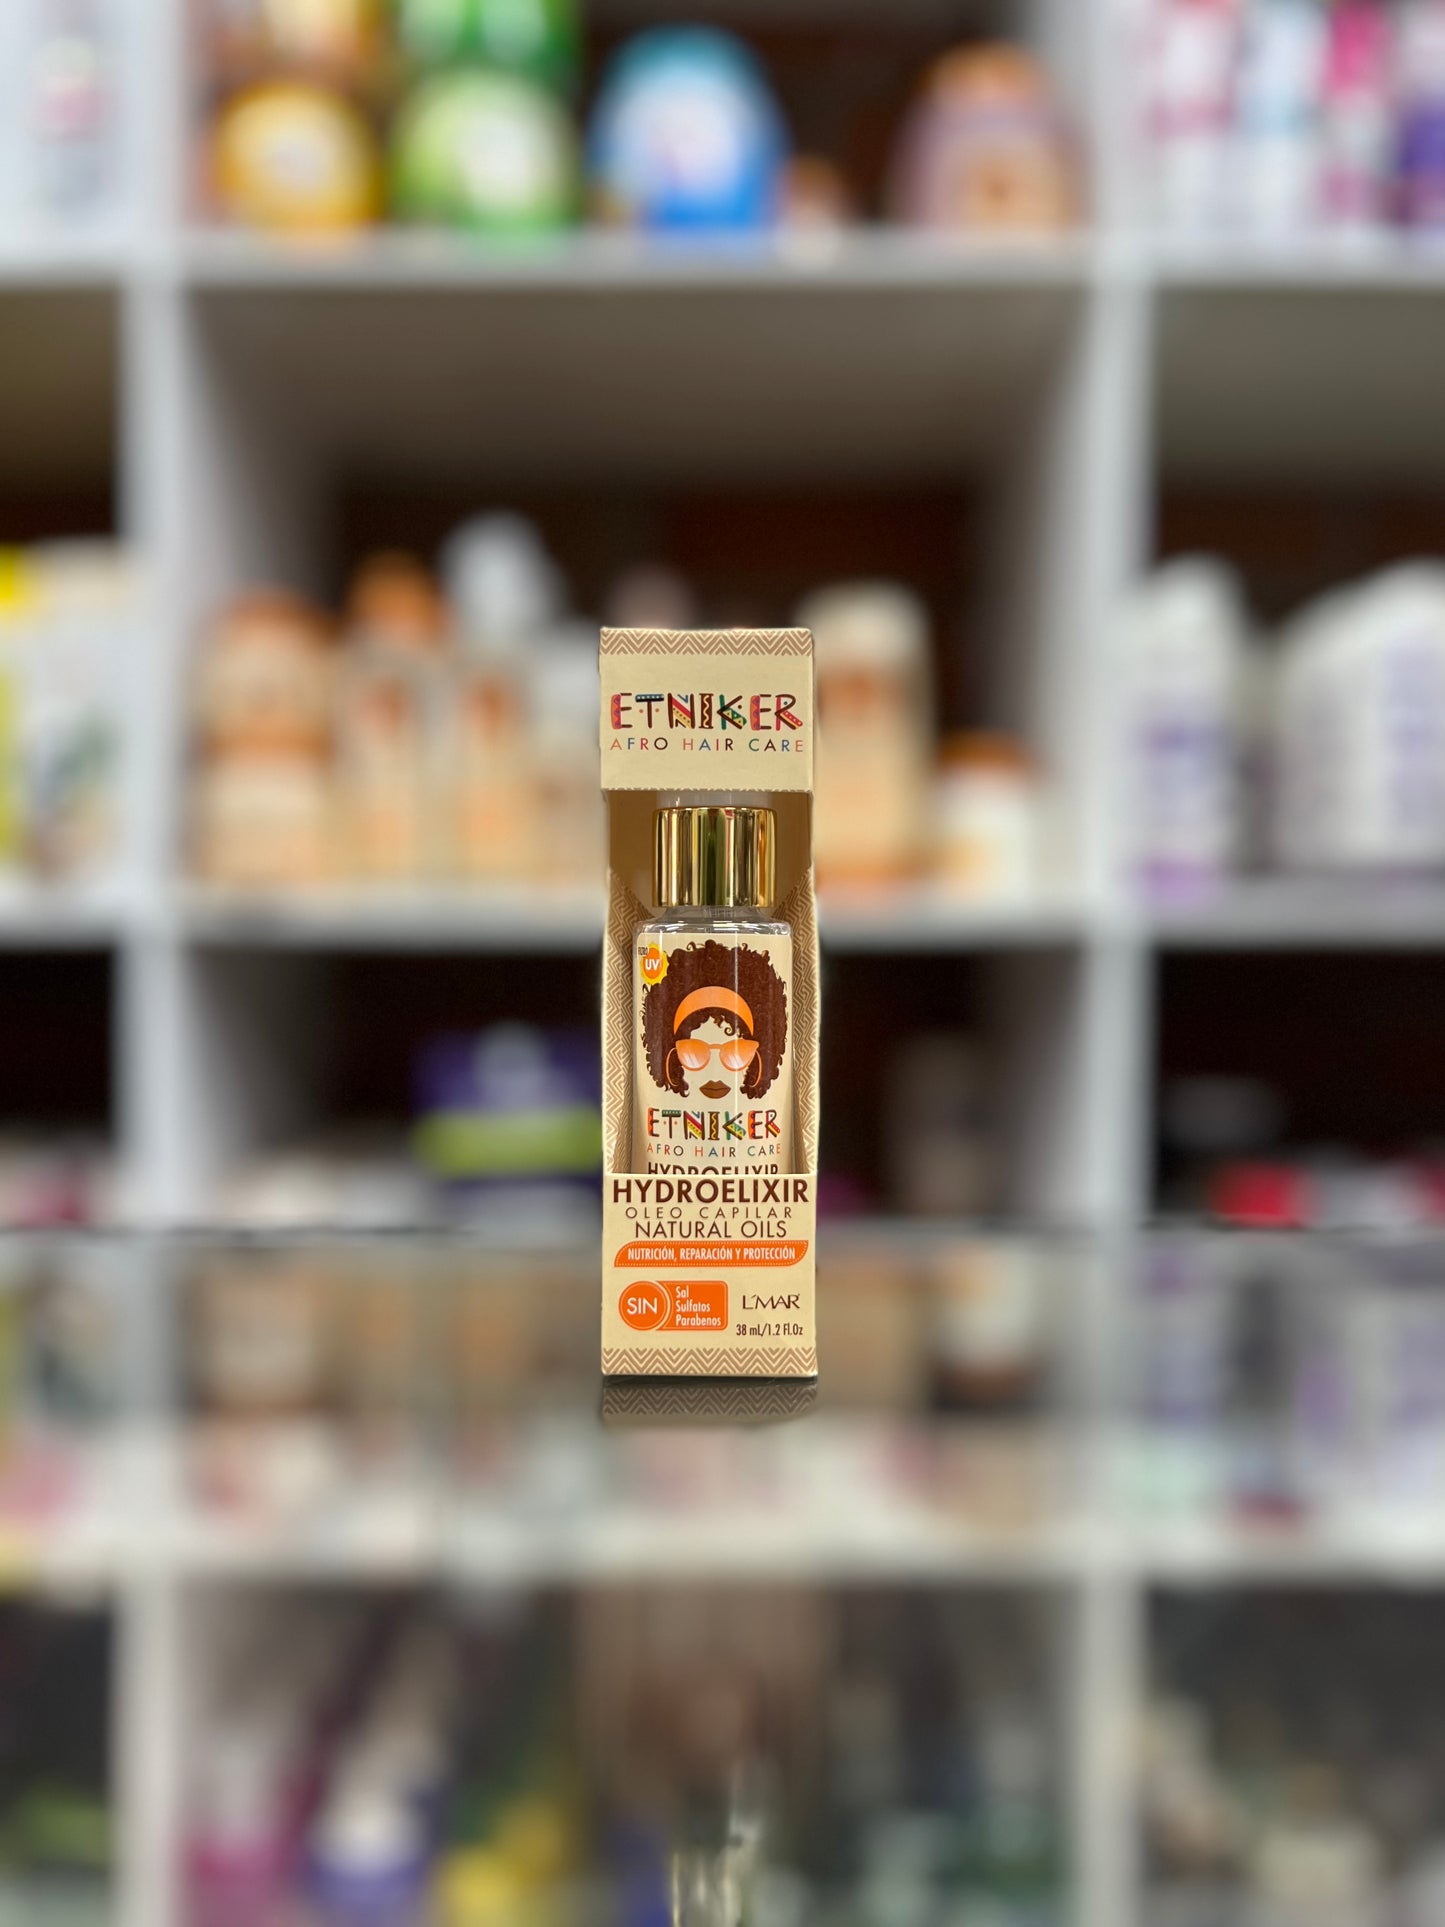 ETNIKER
AFRO HAIR CARE
FILTRO
UV
ETNIKER
AFRO HAIR CARE
HYDROELIXIR
HYDROELIXIR
OLEO CAPILAR
NATURAL OILS
NUTRICIÓN, REPARACIÓN Y PROTECCIÓN
SIN
Sal
Sulfatos
Parabenos
L'MAR
38 mL/1.2 Fl.Oz